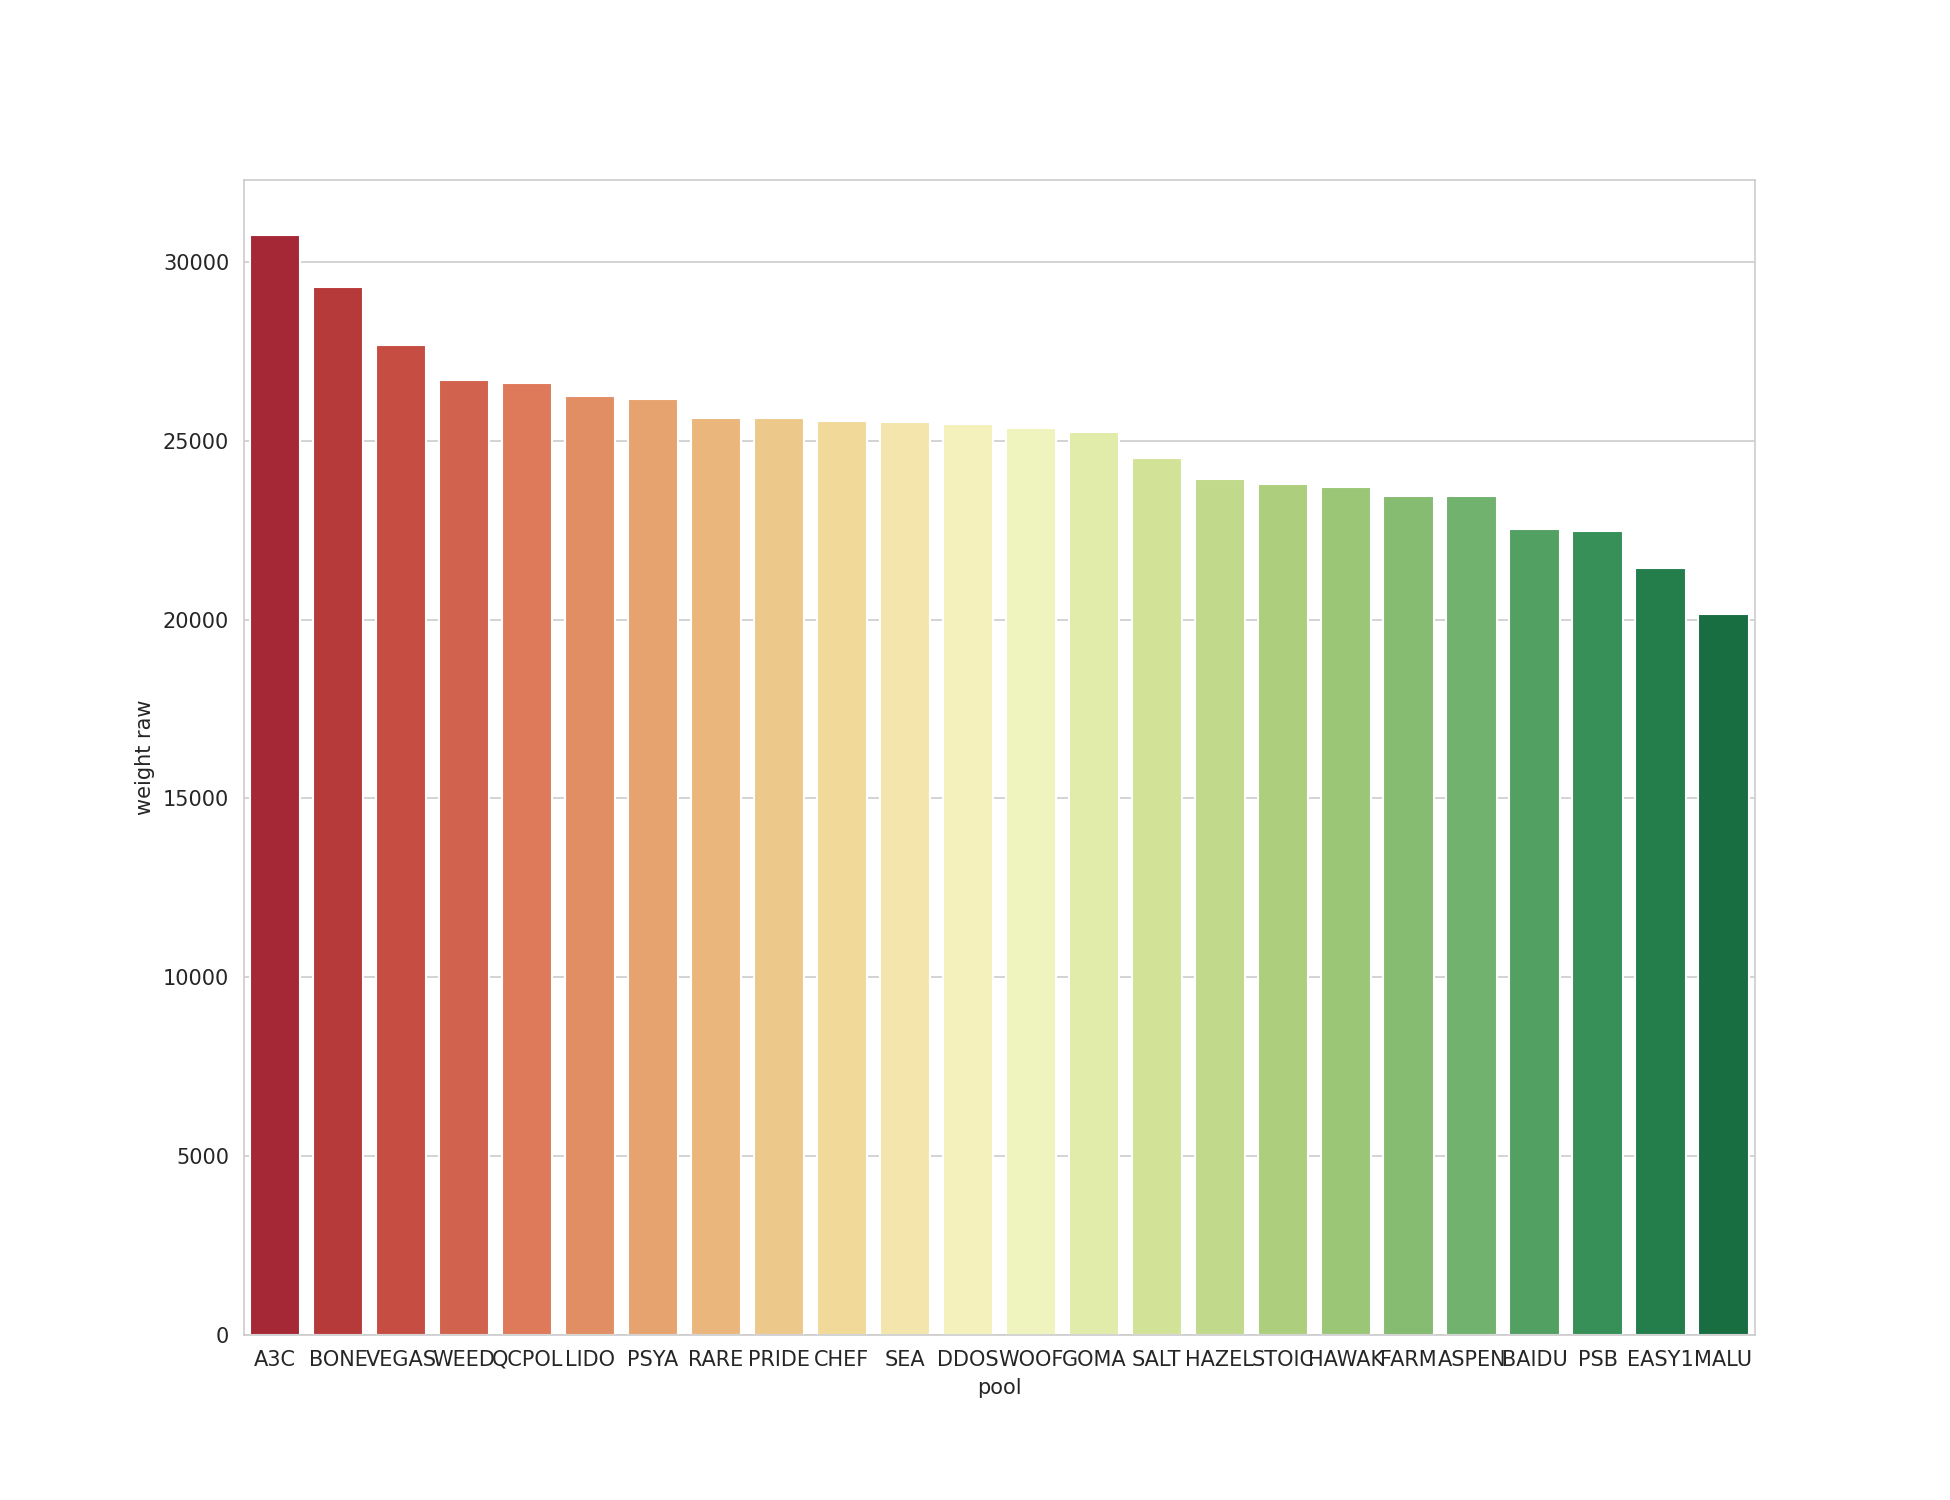 30000
25000
20000
15000
10000
5000
0
weight raw
A3C BONE VEGAS WEED QCPOL LIDO PSYA RARE PRIDE CHEF SEA DDOS WOOF GOMA SALT HAZEL STOIC HAWAK FARM ASPEN BAIDU PSB EASY1 MALU
pool